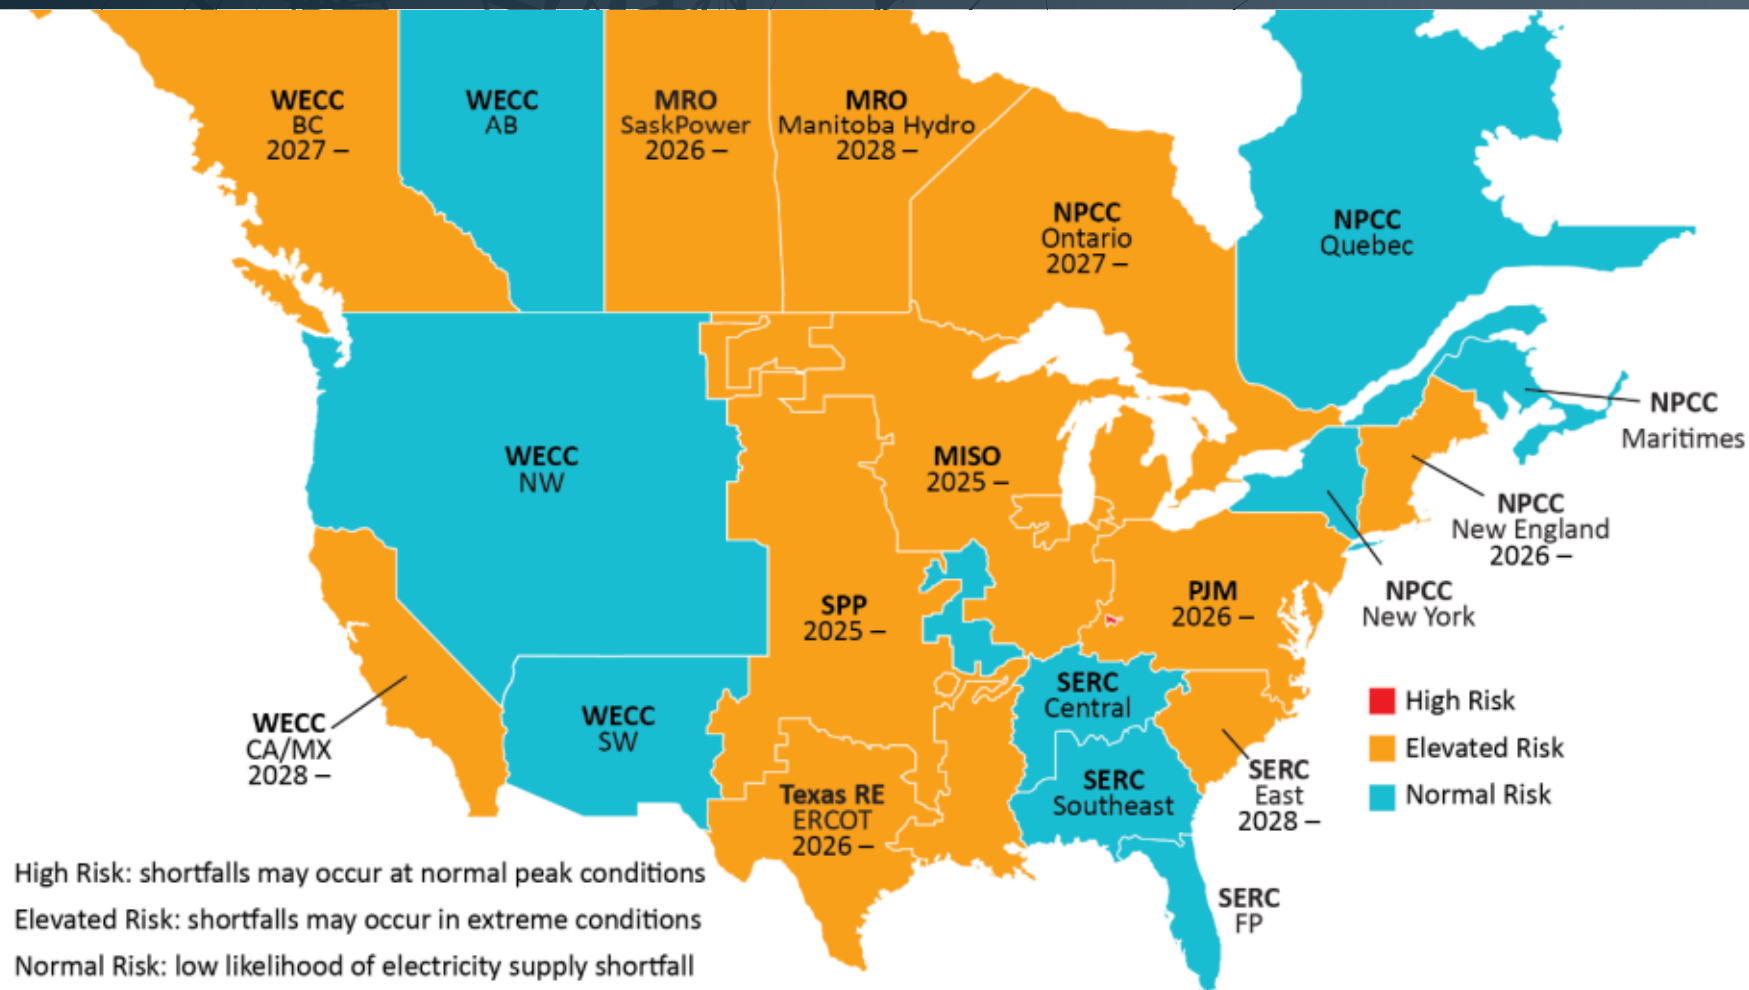 WECC
BC
2027 –
WECC
AB
MRO
SaskPower
2026 –
MRO
Manitoba Hydro
2028 –
NPCC
Ontario
2027 –
NPCC
Quebec
NPCC
Maritimes
WECC
NW
MISO
2025 –
NPCC
New England
2026 –
NPCC
New York
SPP
2025 –
PJM
2026 –
WECC
CA/MX
2028 –
WECC
SW
SERC
Central
SERC
Southeast
SERC
East
2028 –
Texas RE
ERCOT
2026 –
SERC
FP
High Risk
Elevated Risk
Normal Risk
High Risk: shortfalls may occur at normal peak conditions
Elevated Risk: shortfalls may occur in extreme conditions
Normal Risk: low likelihood of electricity supply shortfall